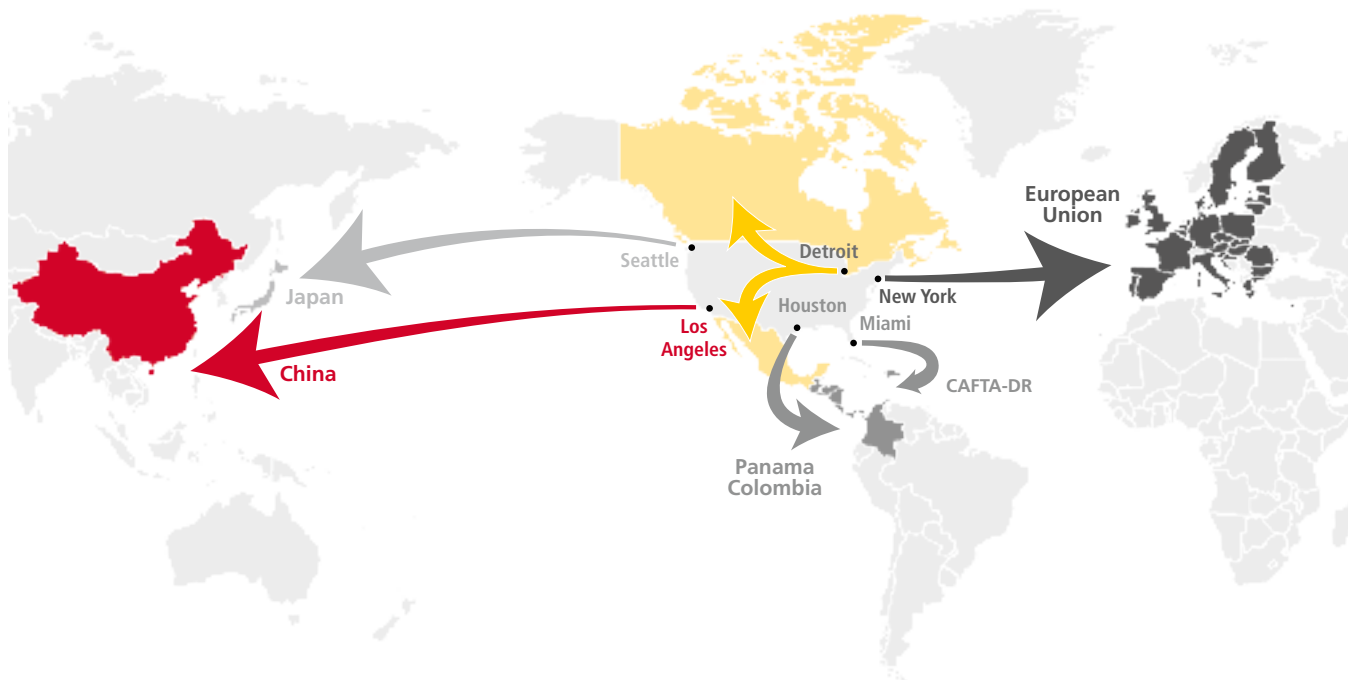 European
Union
Detroit
Seattle
Japan
New York
Houston
Miami
Los
Angeles
China
CAFTA-DR
Panama
Colombia